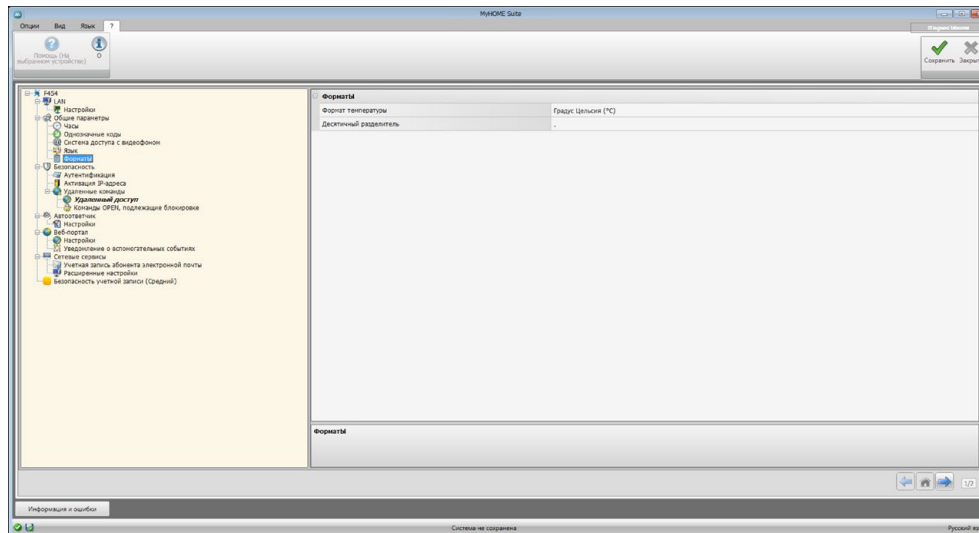 MyHOME Suite
Опции Вид Язык ?
Помощь (На выбранном устройстве)
О
Сохранить Закрыть
F454
LAN
Настройки
Общие параметры
Часы
Однозначные коды
Система доступа с видеофоном
Язык
Форматы
Безопасность
Аутентификация
Активация IP-адреса
Удаленные команды
Удаленный доступ
Команды OPEN, подлежащие блокировке
Автоответчик
Настройки
Веб-портал
Настройки
Уведомление о вспомогательных событиях
Сетевые сервисы
Учетная запись абонента электронной почты
Расширенные настройки
Безопасность учетной записи (Средний)
Форматы
Формат температуры Градус Цельсия (°C)
Десятичный разделитель .
Форматы
1/2
Информация и ошибки
Система не сохранена
Русский яз